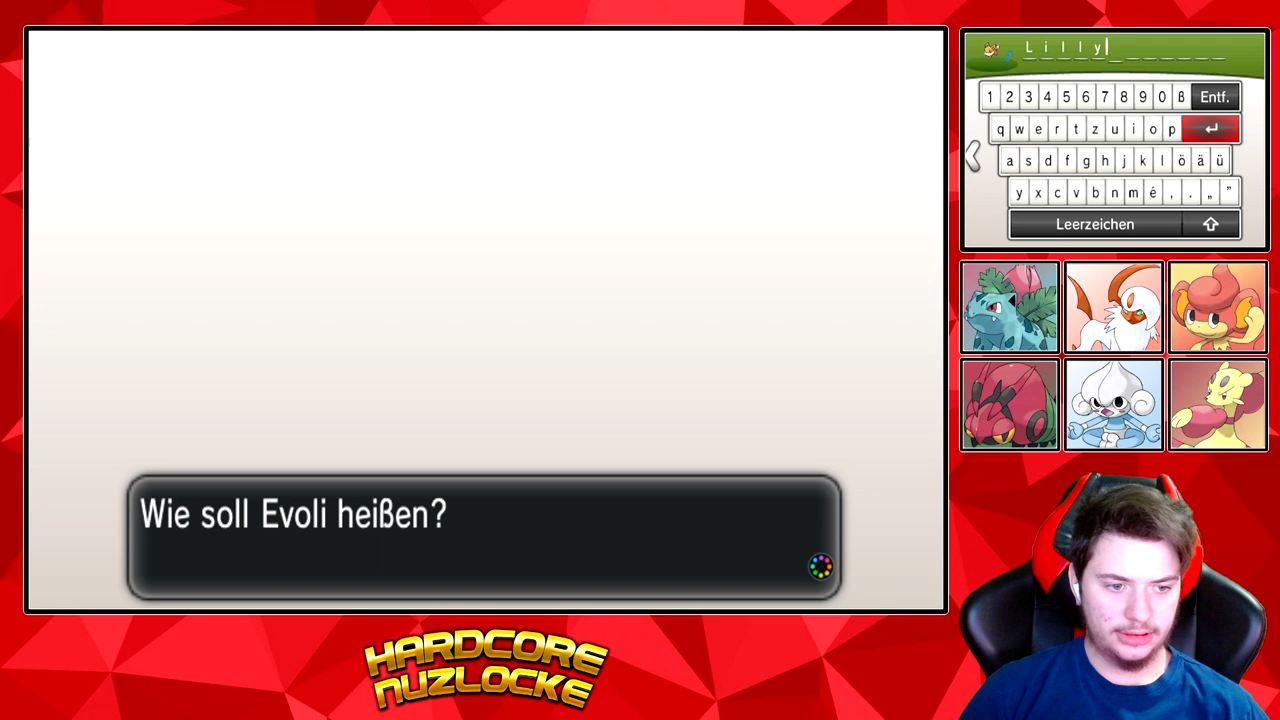 Lilly
1 2 3 4 5 6 7 8 9 0 ß Entf.
q w e r t z u i o p
a s d f g h j k l ö ä ü
y x c v b n m é , . „ ”
Leerzeichen
Wie soll Evoli heißen?
HARDCORE
NUZLOCKE